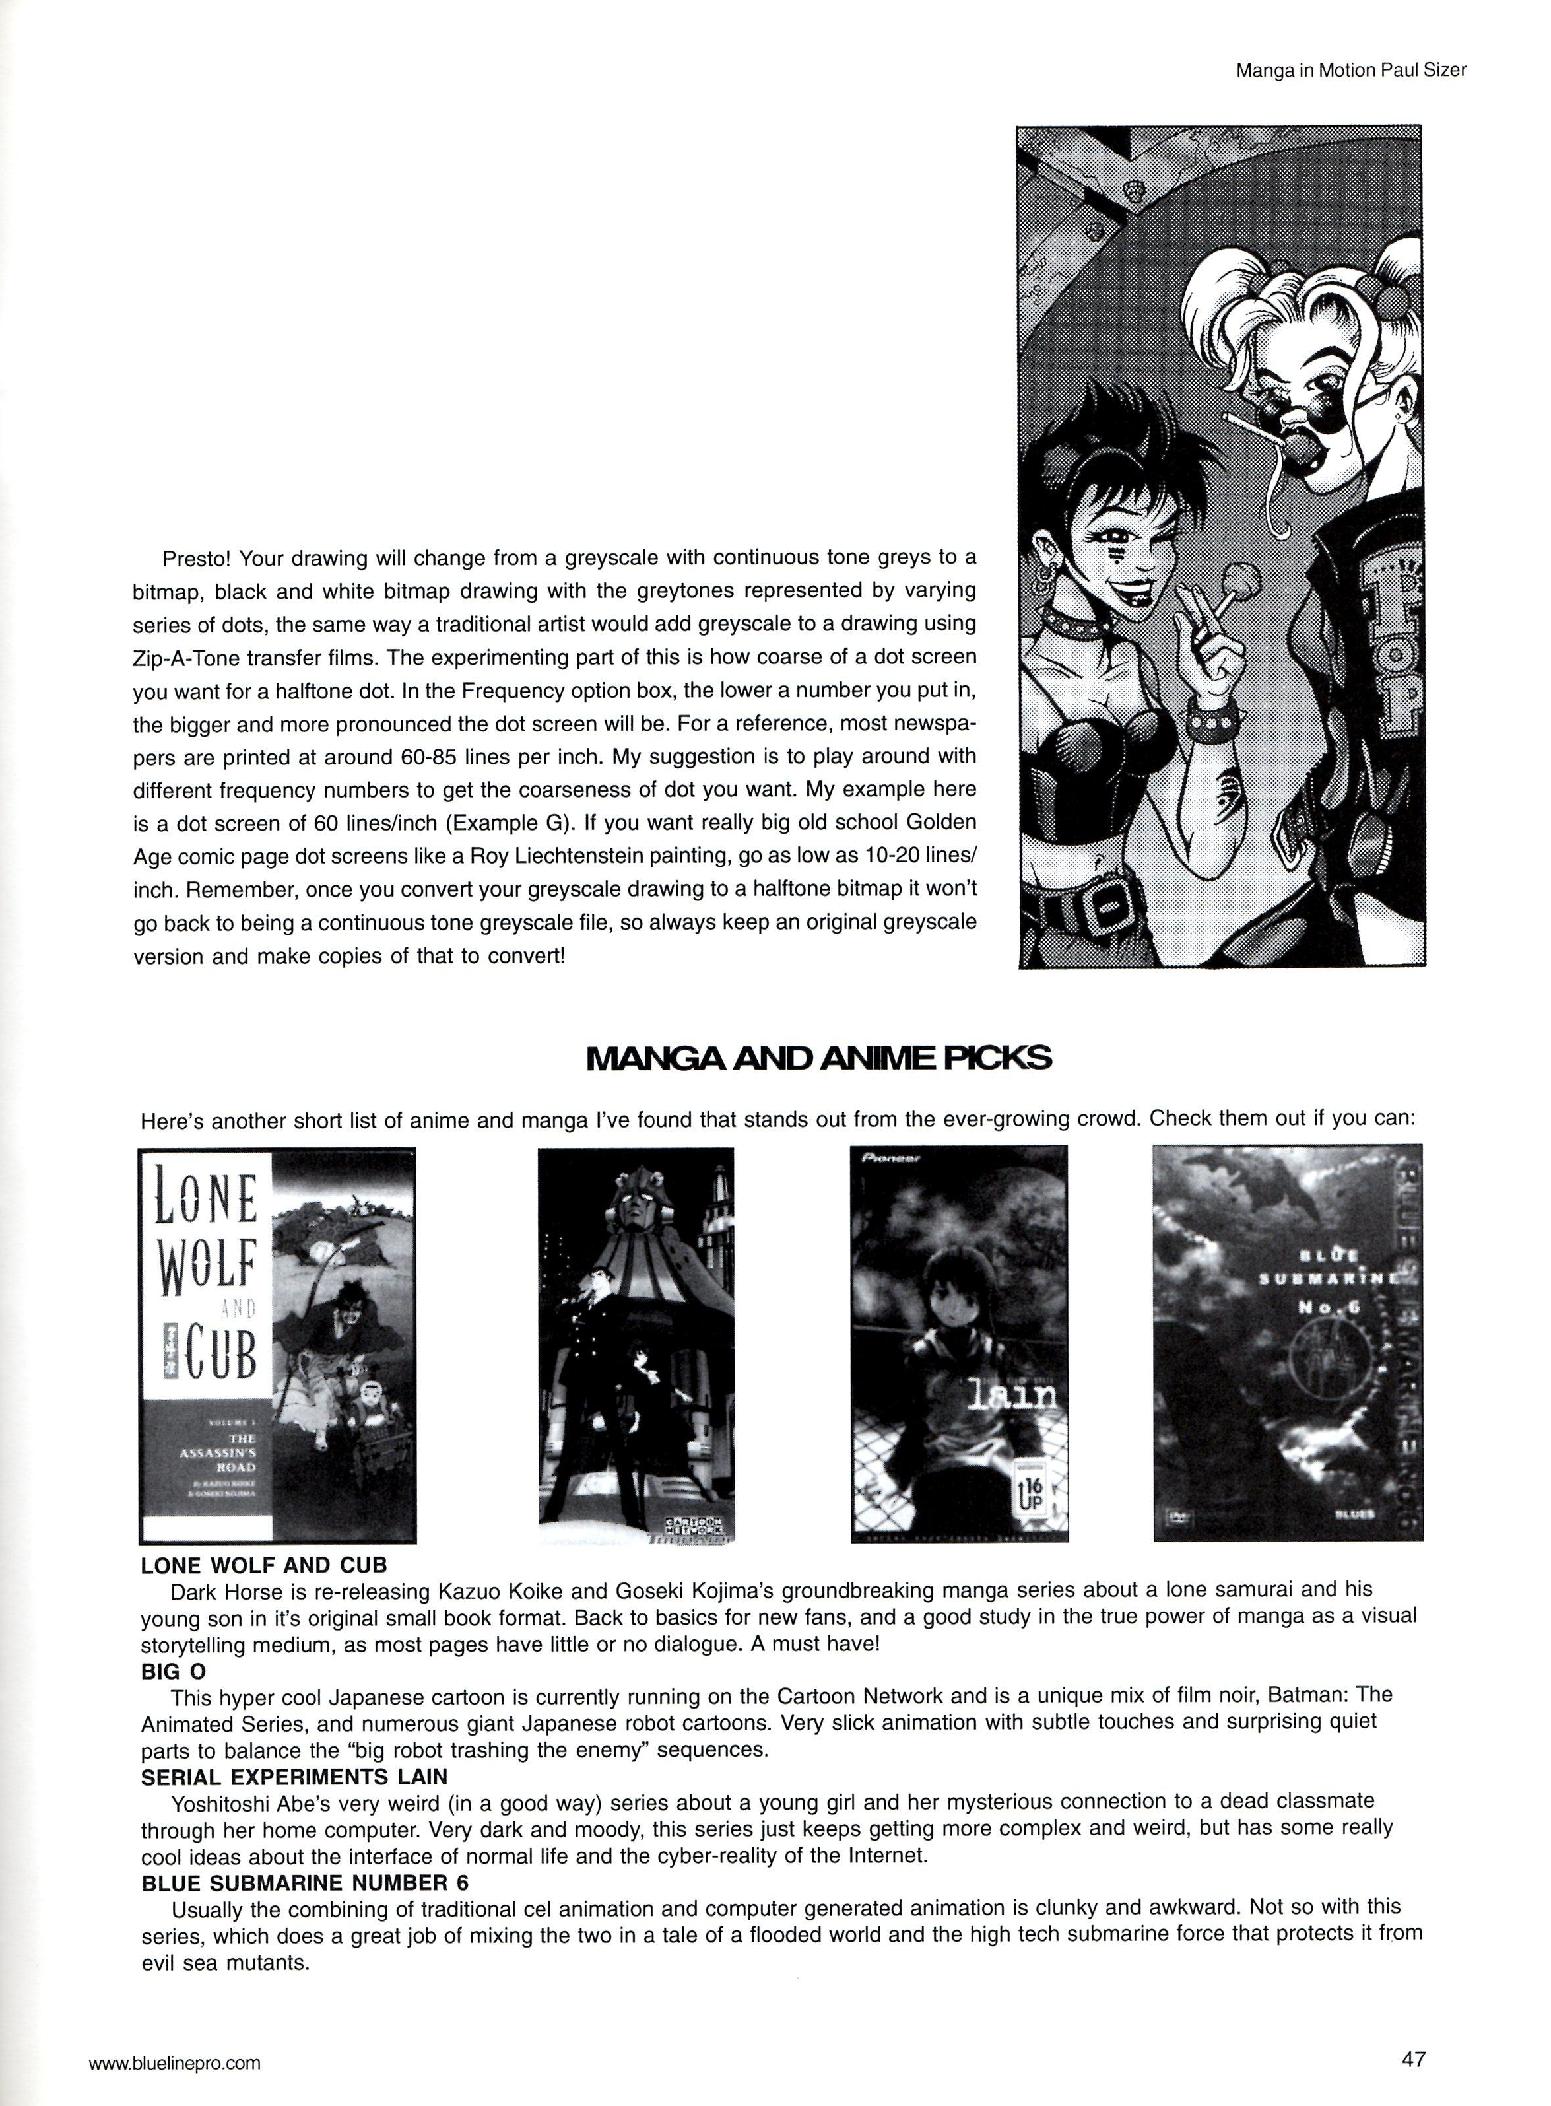 Manga in Motion Paul Sizer
POP
Presto! Your drawing will change from a greyscale with continuous tone greys to a
bitmap, black and white bitmap drawing with the greytones represented by varying
series of dots, the same way a traditional artist would add greyscale to a drawing using
Zip-A-Tone transfer films. The experimenting part of this is how coarse of a dot screen
you want for a halftone dot. In the Frequency option box, the lower a number you put in,
the bigger and more pronounced the dot screen will be. For a reference, most newspa-
pers are printed at around 60-85 lines per inch. My suggestion is to play around with
different frequency numbers to get the coarseness of dot you want. My example here
is a dot screen of 60 lines/inch (Example G). If you want really big old school Golden
Age comic page dot screens like a Roy Liechtenstein painting, go as low as 10-20 lines/
inch. Remember, once you convert your greyscale drawing to a halftone bitmap it won't
go back to being a continuous tone greyscale file, so always keep an original greyscale
version and make copies of that to convert!
MANGA AND ANIME PICKS
Here's another short list of anime and manga I've found that stands out from the ever-growing crowd. Check them out if you can:
LONE
WOLF
AND
CUB
VOLUME 1
THE
ASSASSIN'S
ROAD
BY KAZUO KOIKE
& GOSEKI KOJIMA
CARTOON
NETWORK
Pioneer
lain
16
UP
BLUE
SUBMARINE
No.6
BLUES
BLUE SUBMARINE NO.6
LONE WOLF AND CUB
Dark Horse is re-releasing Kazuo Koike and Goseki Kojima's groundbreaking manga series about a lone samurai and his
young son in it's original small book format. Back to basics for new fans, and a good study in the true power of manga as a visual
storytelling medium, as most pages have little or no dialogue. A must have!
BIG O
This hyper cool Japanese cartoon is currently running on the Cartoon Network and is a unique mix of film noir, Batman: The
Animated Series, and numerous giant Japanese robot cartoons. Very slick animation with subtle touches and surprising quiet
parts to balance the "big robot trashing the enemy" sequences.
SERIAL EXPERIMENTS LAIN
Yoshitoshi Abe's very weird (in a good way) series about a young girl and her mysterious connection to a dead classmate
through her home computer. Very dark and moody, this series just keeps getting more complex and weird, but has some really
cool ideas about the interface of normal life and the cyber-reality of the Internet.
BLUE SUBMARINE NUMBER 6
Usually the combining of traditional cel animation and computer generated animation is clunky and awkward. Not so with this
series, which does a great job of mixing the two in a tale of a flooded world and the high tech submarine force that protects it from
evil sea mutants.
www.bluelinepro.com
47